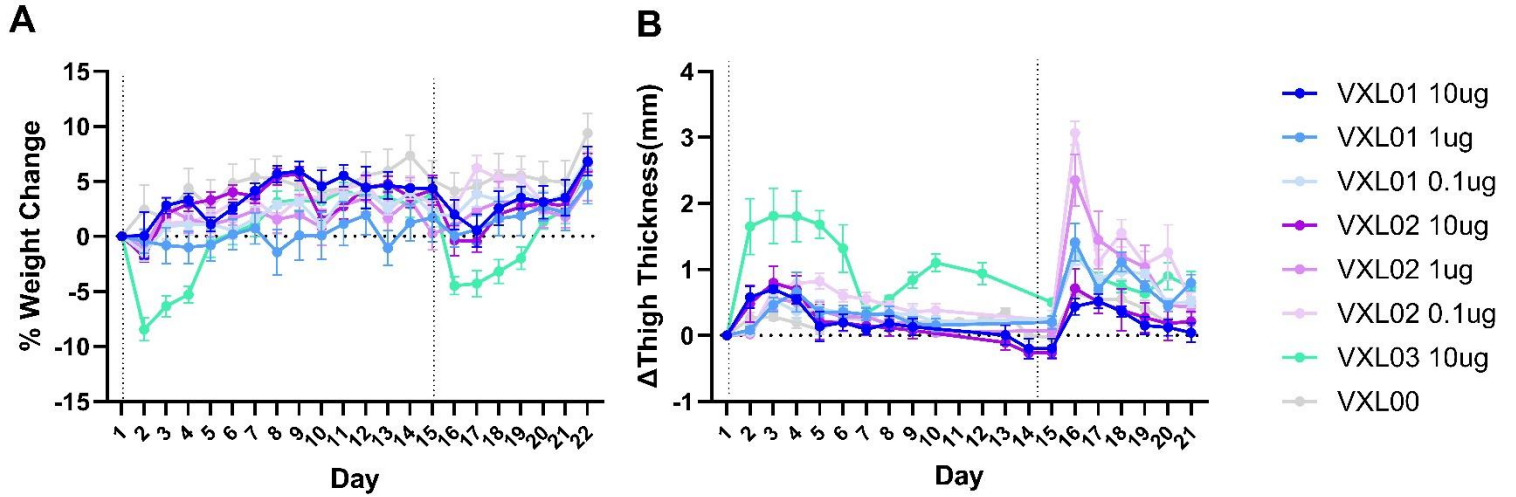 A
% Weight Change
15
10
5
0
-5
-10
-15
1 2 3 4 5 6 7 8 9 10 11 12 13 14 15 16 17 18 19 20 21 22
Day
B
ΔThigh Thickness(mm)
4
3
2
1
0
-1
1 2 3 4 5 6 7 8 9 10 11 12 13 14 15 16 17 18 19 20 21
Day
VXL01 10ug
VXL01 1ug
VXL01 0.1ug
VXL02 10ug
VXL02 1ug
VXL02 0.1ug
VXL03 10ug
VXL00